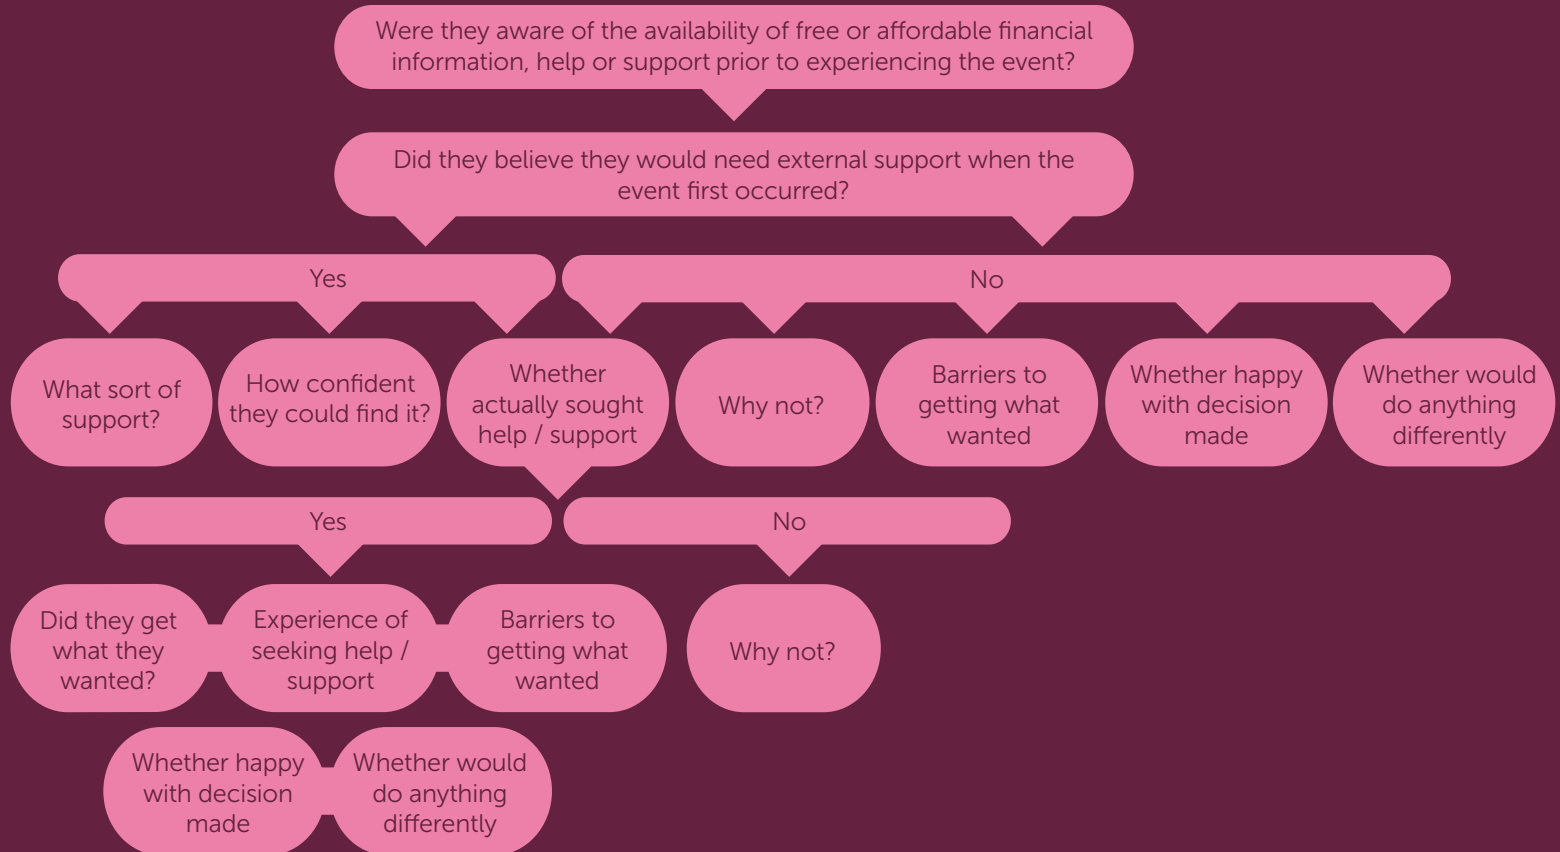 Were they aware of the availability of free or affordable financial
information, help or support prior to experiencing the event?
Did they believe they would need external support when the
event first occurred?
Yes
No
What sort of
support?
How confident
they could find it?
Whether
actually sought
help / support
Why not?
Barriers to
getting what
wanted
Whether happy
with decision
made
Whether would
do anything
differently
Yes
No
Did they get
what they
wanted?
Experience of
seeking help /
support
Barriers to
getting what
wanted
Why not?
Whether happy
with decision
made
Whether would
do anything
differently